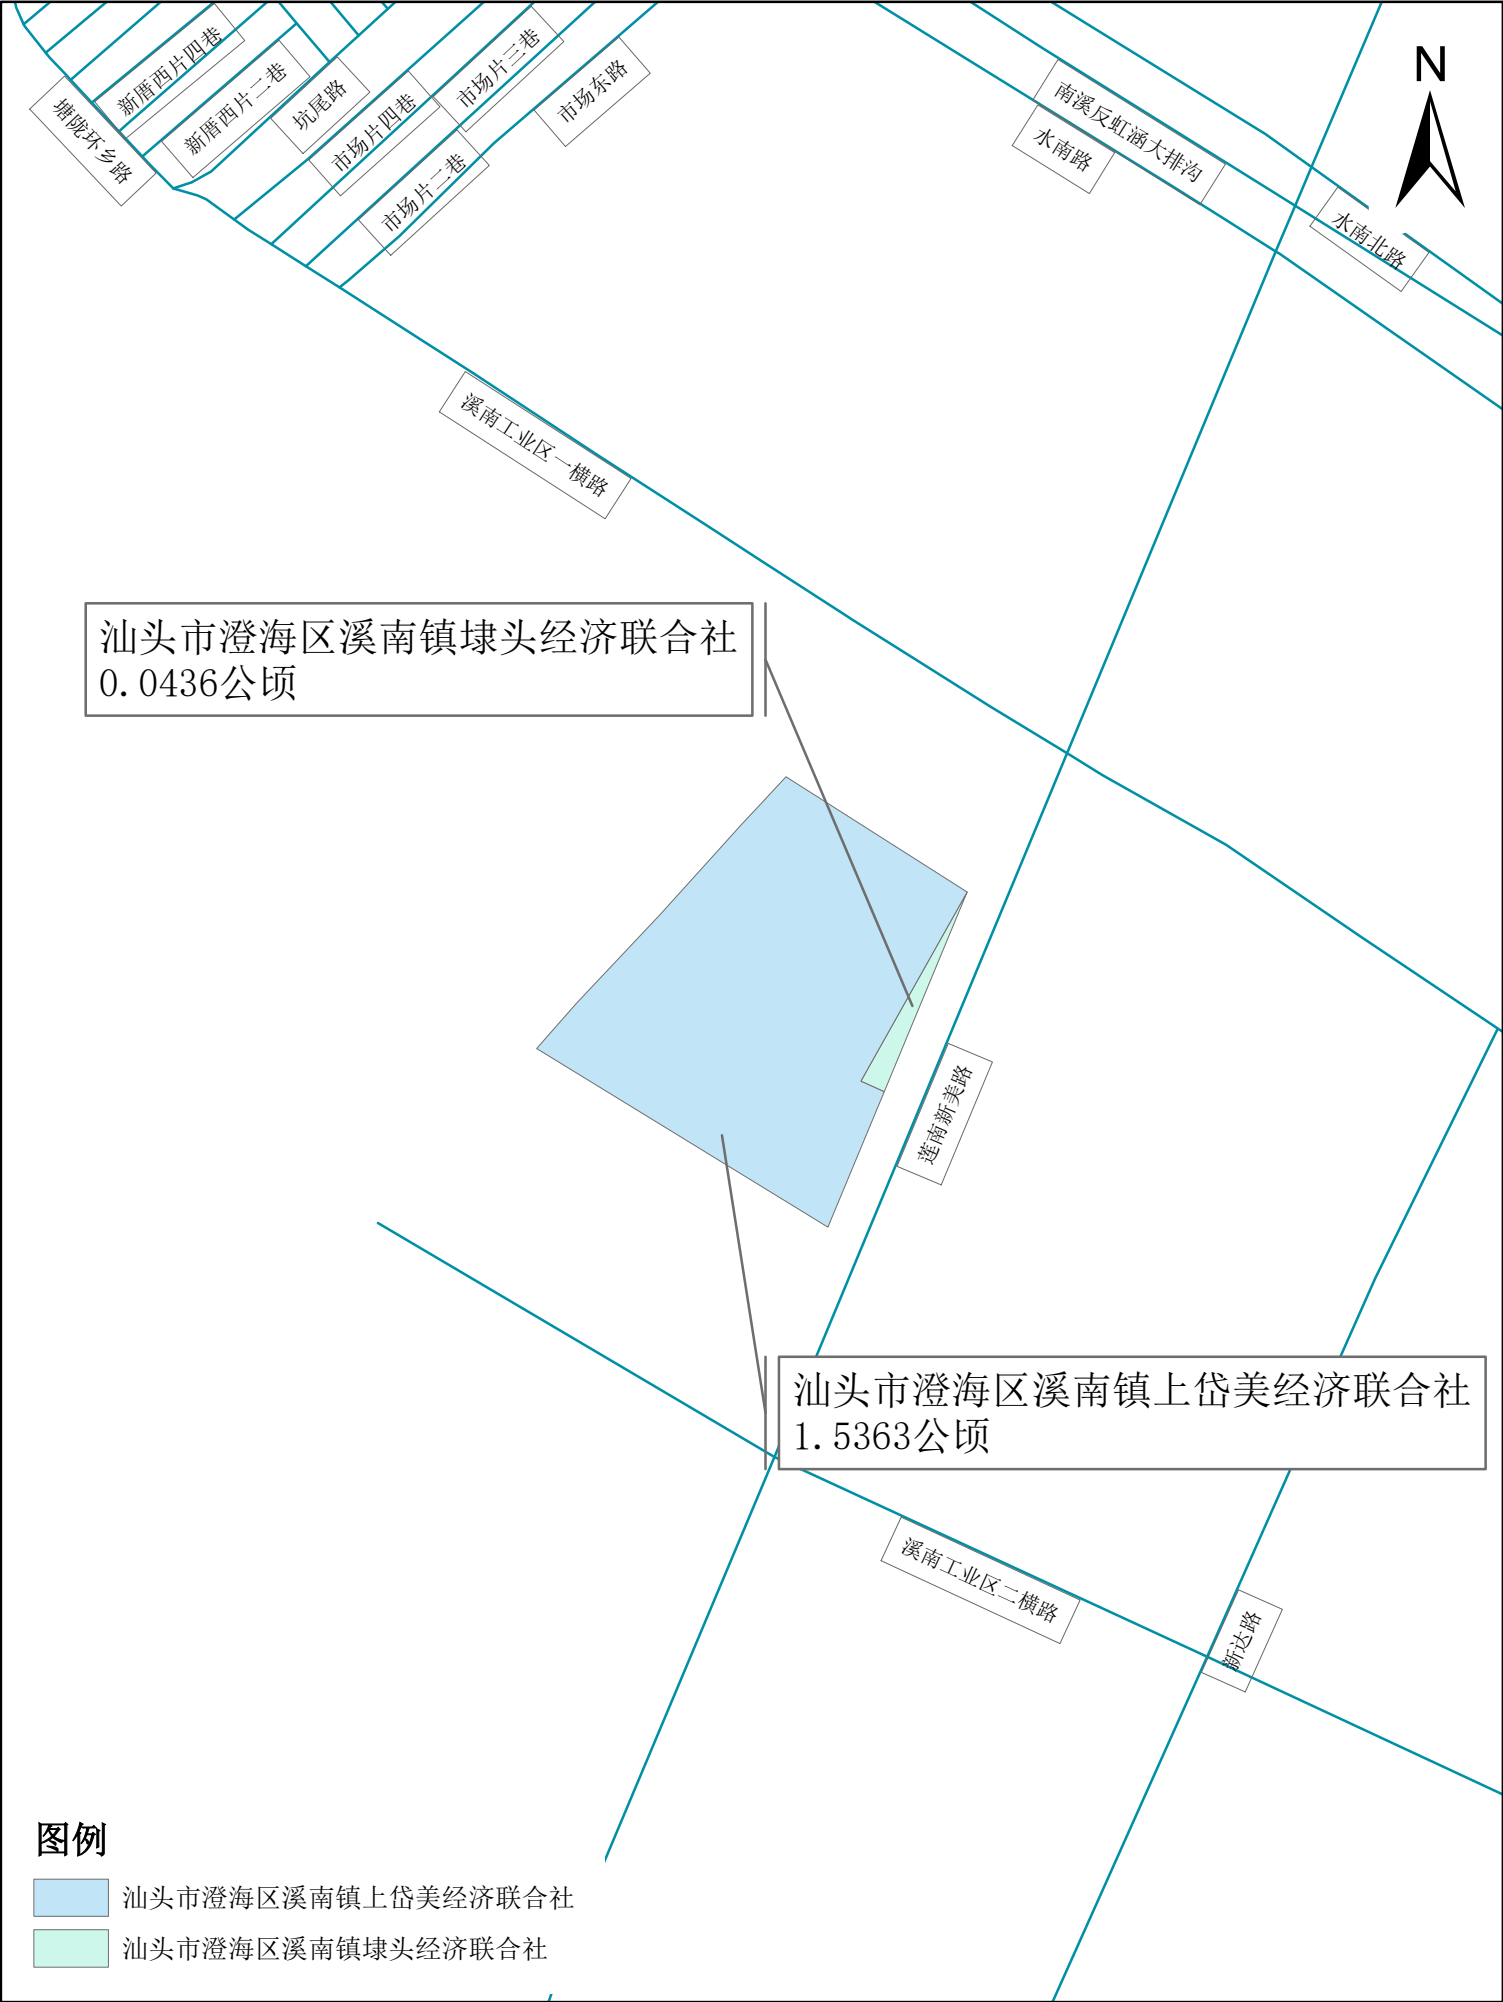 N
新厝西片四巷
新厝西片二巷
坑尾路
市场片四巷
市场片三巷
市场东路
市场片二巷
塘陇环乡路
南溪反虹涵大排沟
水南路
水南北路
溪南工业区一横路
汕头市澄海区溪南镇埭头经济联合社
0.0436公顷
莲南新美路
汕头市澄海区溪南镇上岱美经济联合社
1.5363公顷
溪南工业区二横路
新达路
图例
汕头市澄海区溪南镇上岱美经济联合社
汕头市澄海区溪南镇埭头经济联合社